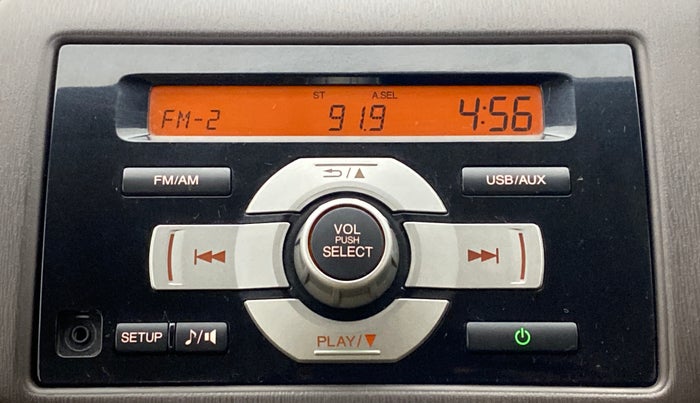 ST A.SEL
FM-2 91.9 4:56
FM/AM
USB/AUX
VOL
PUSH
SELECT
SETUP
PLAY/